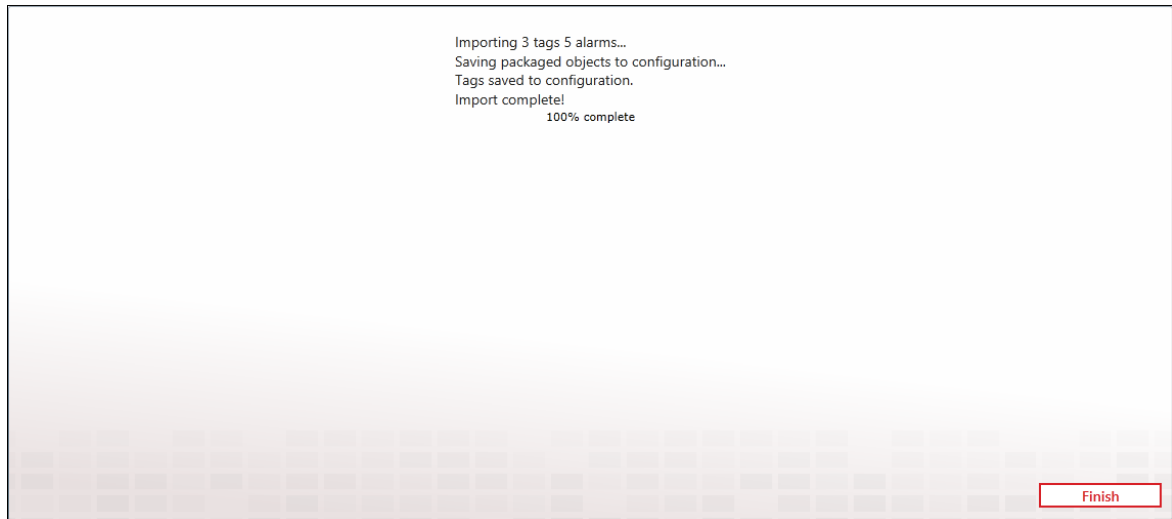 Importing 3 tags 5 alarms...
Saving packaged objects to configuration...
Tags saved to configuration.
Import complete!
100% complete
Finish